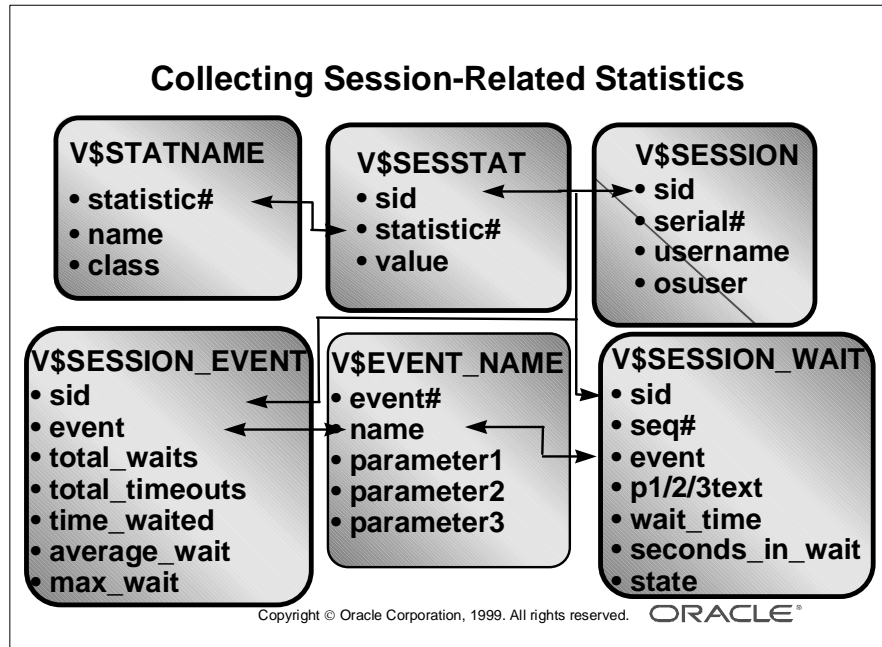 Collecting Session-Related Statistics
V$STATNAME
• statistic#
• name
• class
V$SESSTAT
• sid
• statistic#
• value
V$SESSION
• sid
• serial#
• username
• osuser
V$SESSION_EVENT
• sid
• event
• total_waits
• total_timeouts
• time_waited
• average_wait
• max_wait
V$EVENT_NAME
• event#
• name
• parameter1
• parameter2
• parameter3
V$SESSION_WAIT
• sid
• seq#
• event
• p1/2/3text
• wait_time
• seconds_in_wait
• state
Copyright © Oracle Corporation, 1999. All rights reserved. ORACLE®